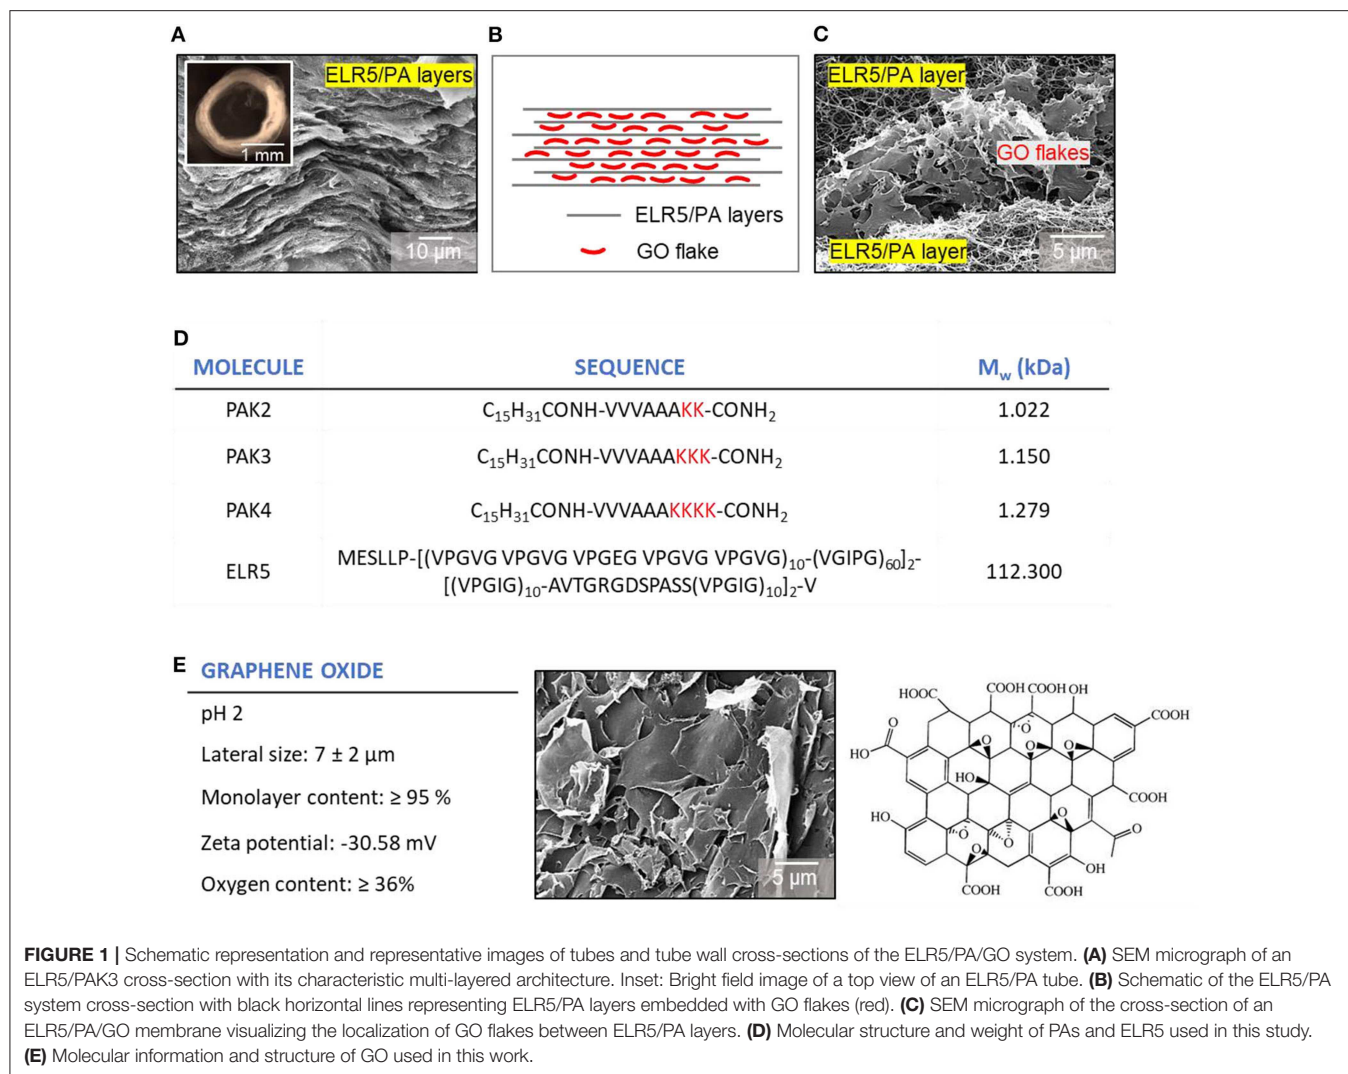 A
B
C
ELR5/PA layers
1 mm
10 µm
ELR5/PA layers
GO flake
ELR5/PA layer
GO flakes
ELR5/PA layer
5 µm
D
MOLECULE SEQUENCE M_w (kDa)
PAK2 C₁₅H₃₁CONH-VVVAAAKK-CONH₂ 1.022
PAK3 C₁₅H₃₁CONH-VVVAAAKKK-CONH₂ 1.150
PAK4 C₁₅H₃₁CONH-VVVAAAKKKK-CONH₂ 1.279
ELR5 MESLLP-[(VPGVG VPGVG VPGEG VPGVG VPGVG)₁₀-(VGIPG)₆₀]₂- 112.300
[(VPGIG)₁₀-AVTGRGDSPASS(VPGIG)₁₀]₂-V
E
GRAPHENE OXIDE
pH 2
Lateral size: 7 ± 2 µm
Monolayer content: ≥ 95 %
Zeta potential: -30.58 mV
Oxygen content: ≥ 36%
5 µm
HOOC
COOH
COOH
OH
COOH
O
HO
O
O
O
O
O
HO
COOH
HO
O
O
O
O
O
OH
COOH
COOH
FIGURE 1 | Schematic representation and representative images of tubes and tube wall cross-sections of the ELR5/PA/GO system. (A) SEM micrograph of an
ELR5/PAK3 cross-section with its characteristic multi-layered architecture. Inset: Bright field image of a top view of an ELR5/PA tube. (B) Schematic of the ELR5/PA
system cross-section with black horizontal lines representing ELR5/PA layers embedded with GO flakes (red). (C) SEM micrograph of the cross-section of an
ELR5/PA/GO membrane visualizing the localization of GO flakes between ELR5/PA layers. (D) Molecular structure and weight of PAs and ELR5 used in this study.
(E) Molecular information and structure of GO used in this work.